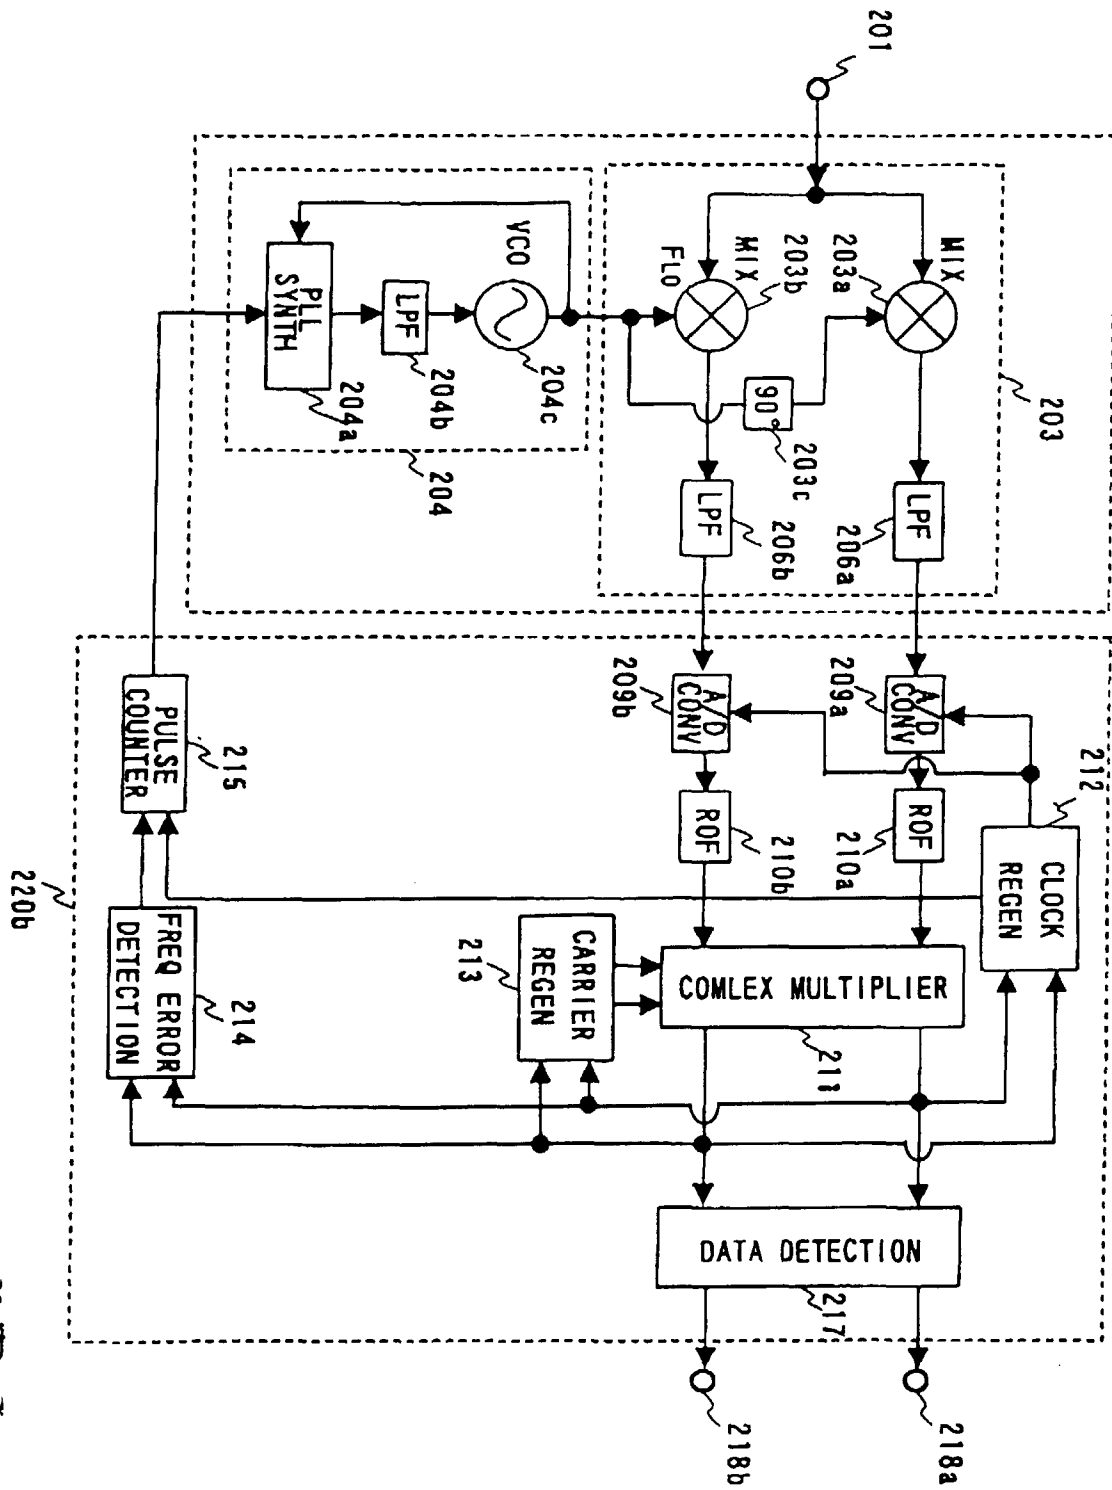 201
MIX
203a
MIX
203b
FLO
VCO
PLL
SYNTH
204a
LPF
204b
204c
204
90°
203c
203
LPF
206a
LPF
206b
A/D
CONV
209a
A/D
CONV
209b
ROF
210a
ROF
210b
CLOCK
REGEN
212
PULSE
COUNTER
215
FREQ ERROR
DETECTION
214
CARRIER
REGEN
213
COMLEX MULTIPLIER
211
DATA DETECTION
217
218a
218b
220b